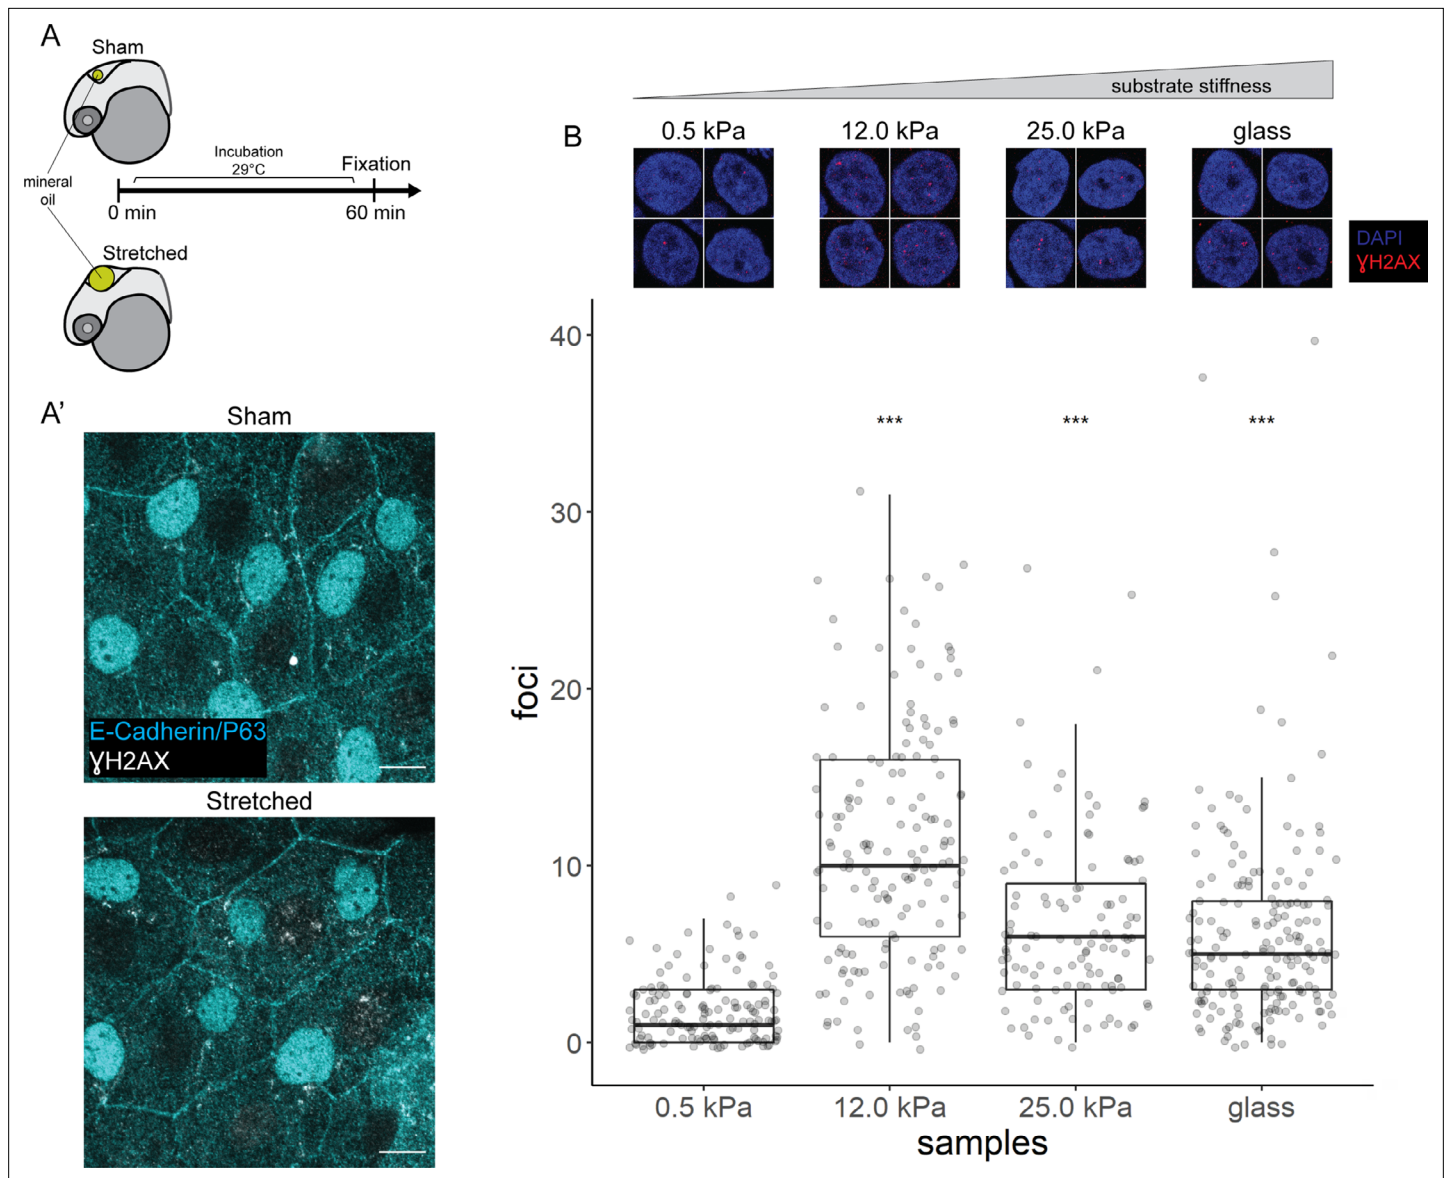 A
Sham
Incubation
29°C
Fixation
mineral
oil
0 min
60 min
Stretched
A'
Sham
E-Cadherin/P63
ɣH2AX
Stretched
substrate stiffness
B
0.5 kPa
12.0 kPa
25.0 kPa
glass
DAPI
ɣH2AX
40
30
20
10
0
foci
***
***
***
0.5 kPa
12.0 kPa
25.0 kPa
glass
samples